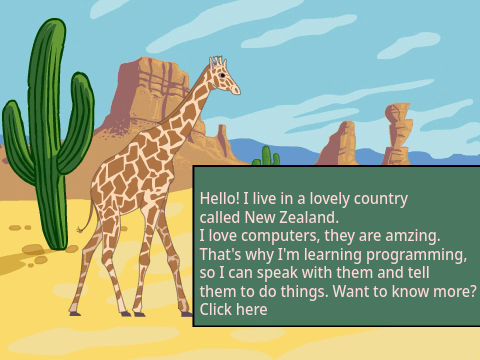 Hello! I live in a lovely country
called New Zealand.
I love computers, they are amzing.
That's why I'm learning programming,
so I can speak with them and tell
them to do things. Want to know more?
Click here